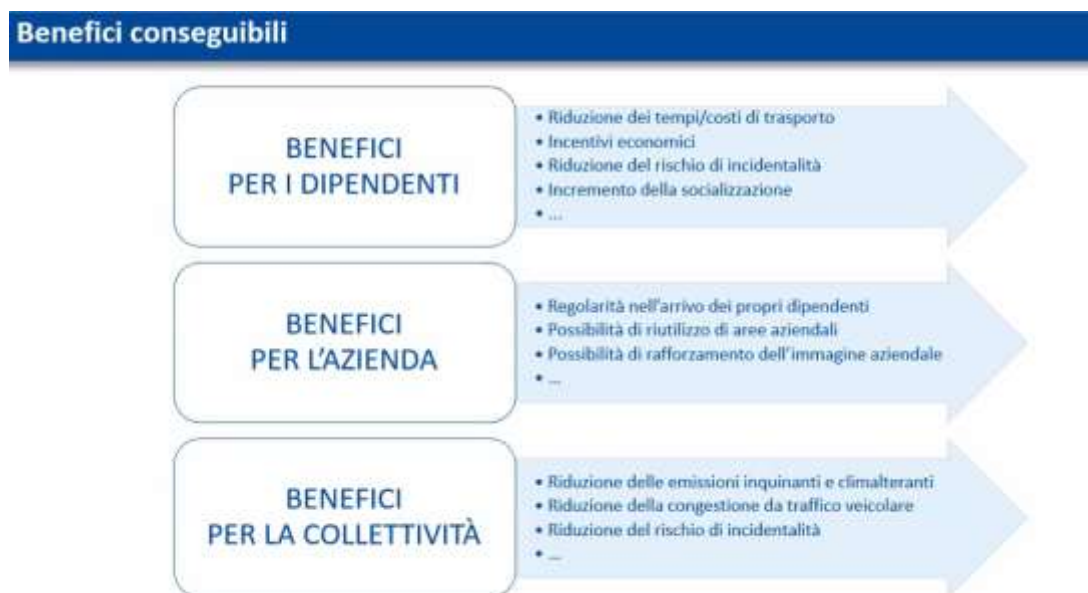 Benefici conseguibili
BENEFICI
PER I DIPENDENTI
• Riduzione dei tempi/costi di trasporto
• Incentivi economici
• Riduzione del rischio di incidentalità
• Incremento della socializzazione
• ...
BENEFICI
PER L'AZIENDA
• Regolarità nell'arrivo dei propri dipendenti
• Possibilità di riutilizzo di aree aziendali
• Possibilità di rafforzamento dell'immagine aziendale
• ...
BENEFICI
PER LA COLLETTIVITÀ
• Riduzione delle emissioni inquinanti e climalteranti
• Riduzione della congestione da traffico veicolare
• Riduzione del rischio di incidentalità
• ...